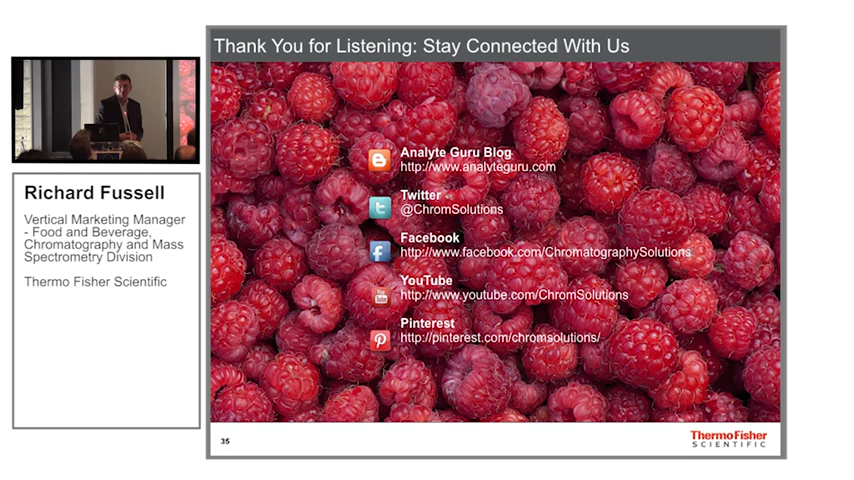 Thank You for Listening: Stay Connected With Us
Analyte Guru Blog
http://www.analyteguru.com
Twitter
@ChromSolutions
Facebook
http://www.facebook.com/ChromatographySolutions
YouTube
http://www.youtube.com/ChromSolutions
Pinterest
http://pinterest.com/chromsolutions/
35
ThermoFisher
SCIENTIFIC
Richard Fussell
Vertical Marketing Manager
- Food and Beverage,
Chromatography and Mass
Spectrometry Division
Thermo Fisher Scientific